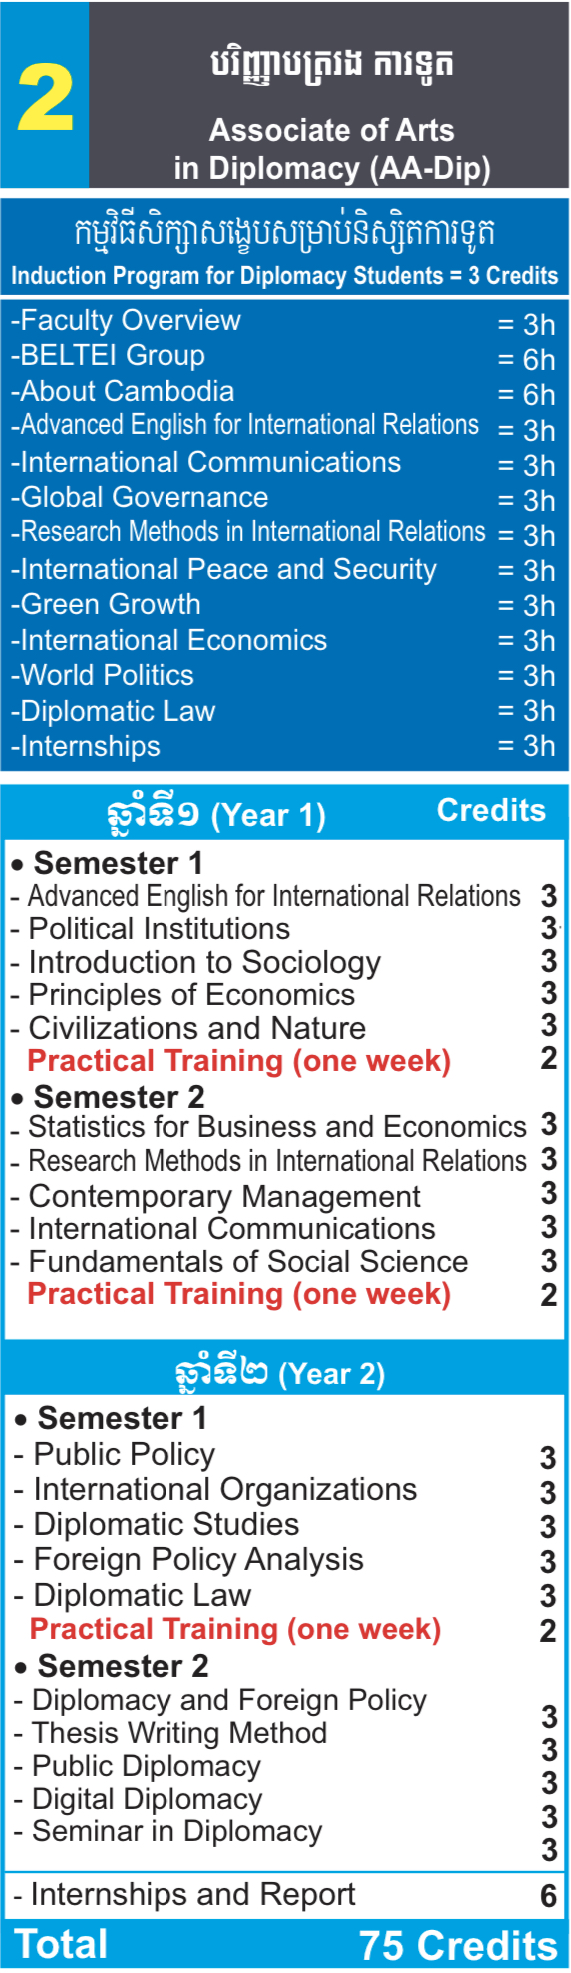 2
បរិញ្ញាបត្ររង ការទូត
Associate of Arts
in Diplomacy (AA-Dip)
កម្មវិធីសិក្សាសង្ខេបសម្រាប់និស្សិតការទូត
Induction Program for Diplomacy Students = 3 Credits
-Faculty Overview = 3h
-BELTEI Group = 6h
-About Cambodia = 6h
-Advanced English for International Relations = 3h
-International Communications = 3h
-Global Governance = 3h
-Research Methods in International Relations = 3h
-International Peace and Security = 3h
-Green Growth = 3h
-International Economics = 3h
-World Politics = 3h
-Diplomatic Law = 3h
-Internships = 3h
ឆ្នាំទី១ (Year 1) Credits
• Semester 1
- Advanced English for International Relations 3
- Political Institutions 3
- Introduction to Sociology 3
- Principles of Economics 3
- Civilizations and Nature 3
Practical Training (one week) 2
• Semester 2
- Statistics for Business and Economics 3
- Research Methods in International Relations 3
- Contemporary Management 3
- International Communications 3
- Fundamentals of Social Science 3
Practical Training (one week) 2
ឆ្នាំទី២ (Year 2)
• Semester 1
- Public Policy 3
- International Organizations 3
- Diplomatic Studies 3
- Foreign Policy Analysis 3
- Diplomatic Law 3
Practical Training (one week) 2
• Semester 2
- Diplomacy and Foreign Policy 3
- Thesis Writing Method 3
- Public Diplomacy 3
- Digital Diplomacy 3
- Seminar in Diplomacy 3
- Internships and Report 6
Total 75 Credits